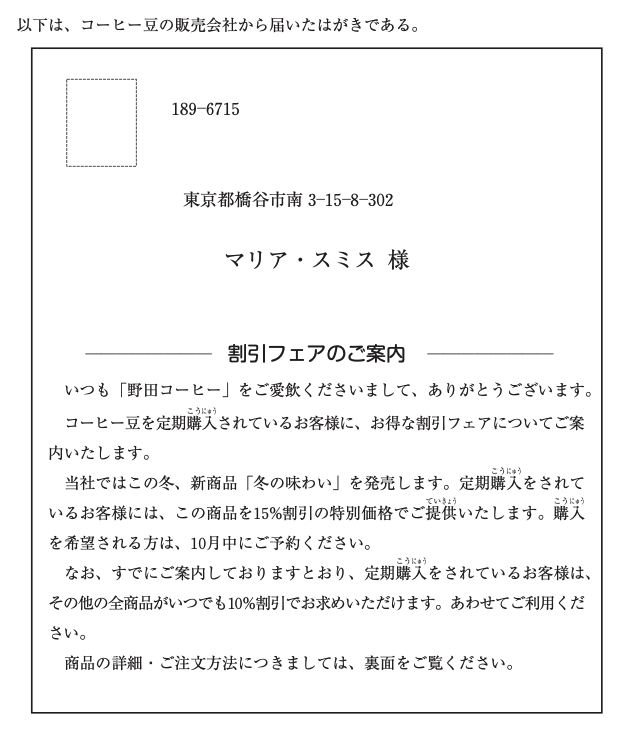 以下は、コーヒー豆の販売会社から届いたはがきである。
189-6715
東京都橋谷市南 3-15-8-302
マリア・スミス 様
割引フェアのご案内
いつも「野田コーヒー」をご愛飲くださいまして、ありがとうございます。
こうにゅう
コーヒー豆を定期購入されているお客様に、お得な割引フェアについてご案
内いたします。
こうにゅう
当社ではこの冬、新商品「冬の味わい」を発売します。定期購入をされて
ていきょう こうにゅう
いるお客様には、この商品を15%割引の特別価格でご提供いたします。購入
を希望される方は、10月中にご予約ください。
こうにゅう
なお、すでにご案内しておりますとおり、定期購入をされているお客様は、
その他の全商品がいつでも10%割引でお求めいただけます。あわせてご利用くだ
さい。
商品の詳細・ご注文方法につきましては、裏面をご覧ください。